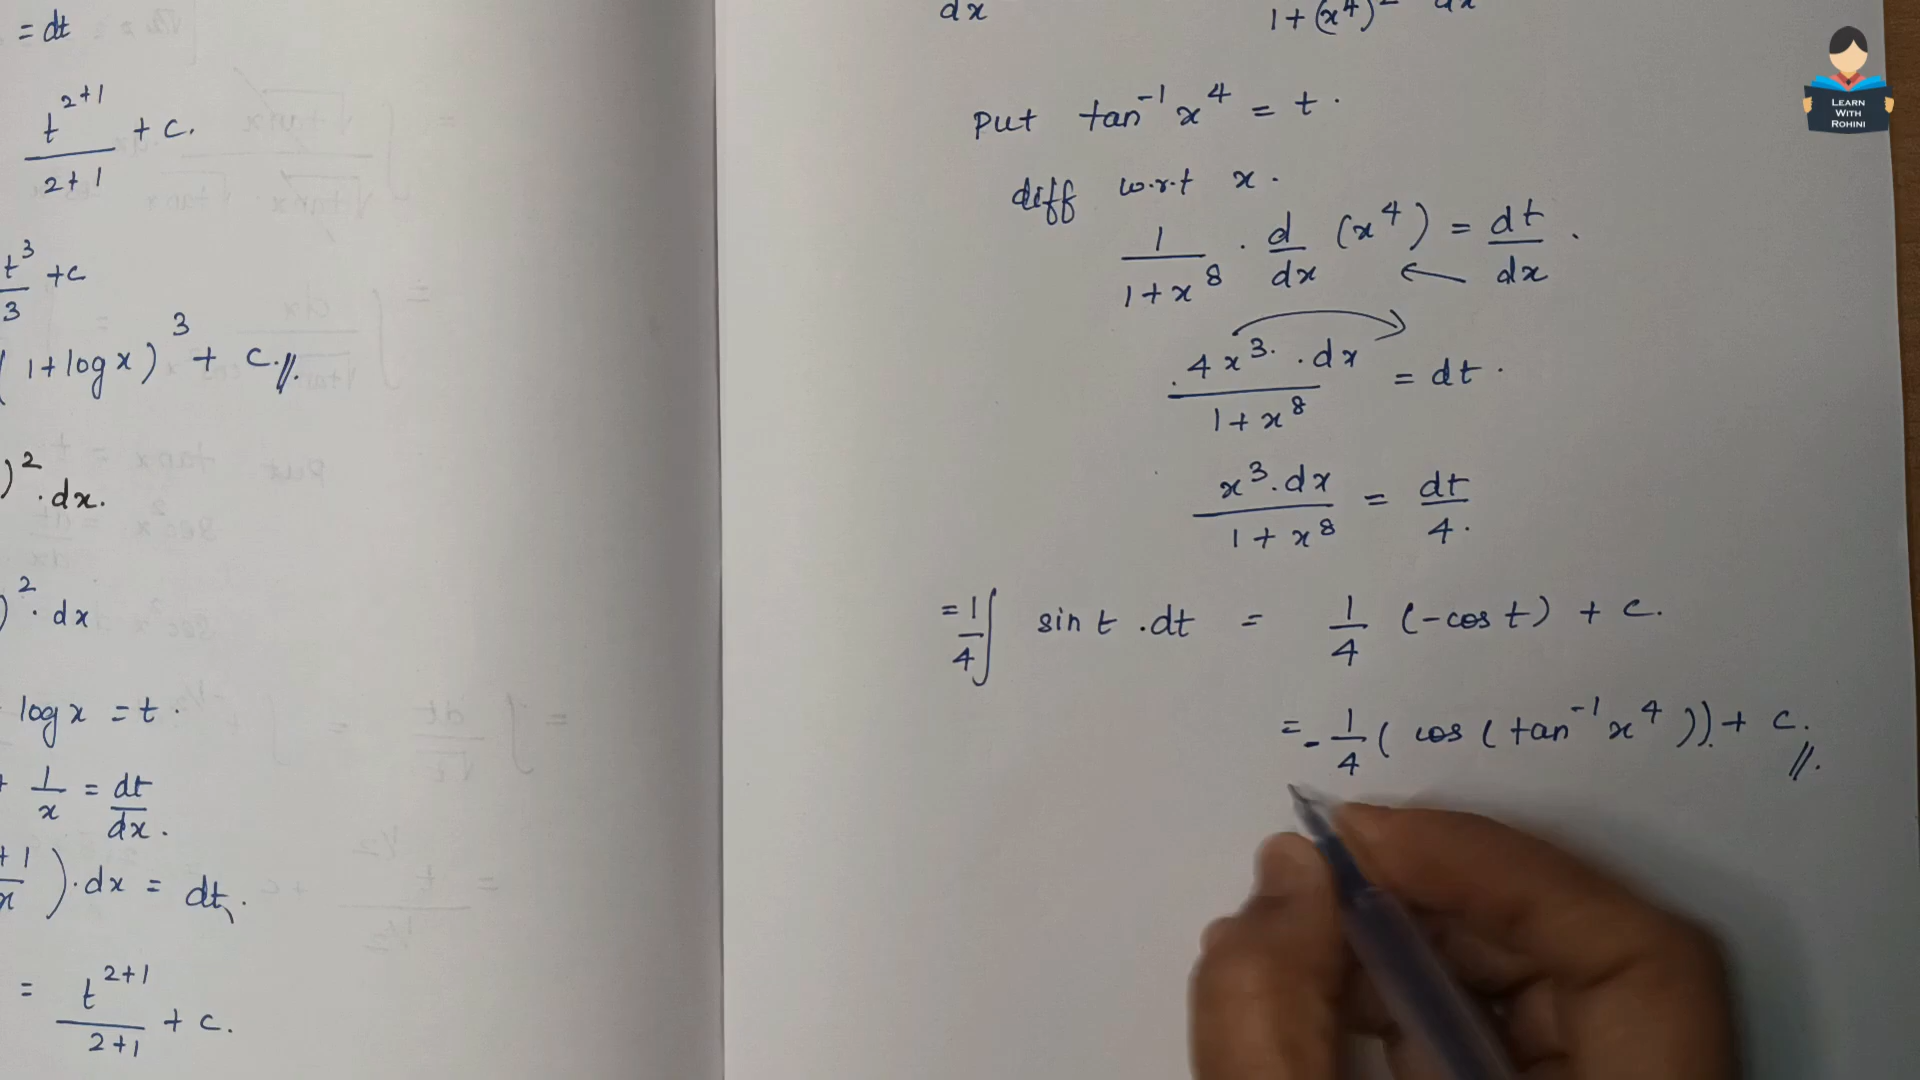 = dt
t^{2+1}/2+1 + c.
t^3/3 + c
(1+log x)^3 + c.//
)^2 . dx.
)^2 . dx
log x = t.
+ 1/x = dt/dx.
+1/x ) . dx = dt.
= t^{2+1}/2+1 + c.
dx 1+(x^4)^2 dx
put tan^{-1} x^4 = t.
diff w.r.t x.
1/1+x^8 . d/dx (x^4) = dt/dx .
4x^3 . dx/1+x^8 = dt.
x^3 . dx/1+x^8 = dt/4.
= 1/4 ∫ sin t . dt = 1/4 (-cos t) + c.
= - 1/4 ( cos ( tan^{-1} x^4 )). + c.//
LEARN
WITH
ROHINI